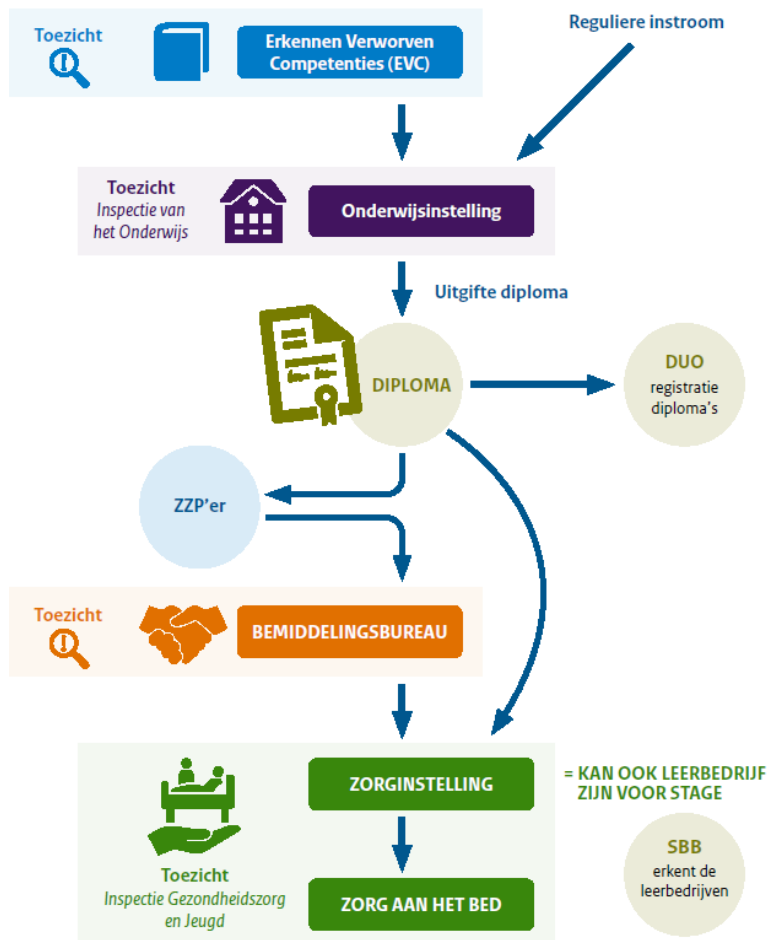 Toezicht
Erkennen Verworven
Competenties (EVC)
Reguliere instroom
Toezicht
Inspectie van
het Onderwijs
Onderwijsinstelling
Uitgifte diploma
DIPLOMA
DUO
registratie
diploma's
ZZP'er
Toezicht
BEMIDDELINGSBUREAU
ZORGINSTELLING
= KAN OOK LEERBEDRIJF
ZIJN VOOR STAGE
Toezicht
Inspectie Gezondheidszorg
en Jeugd
ZORG AAN HET BED
SBB
erkent de
leerbedrijven